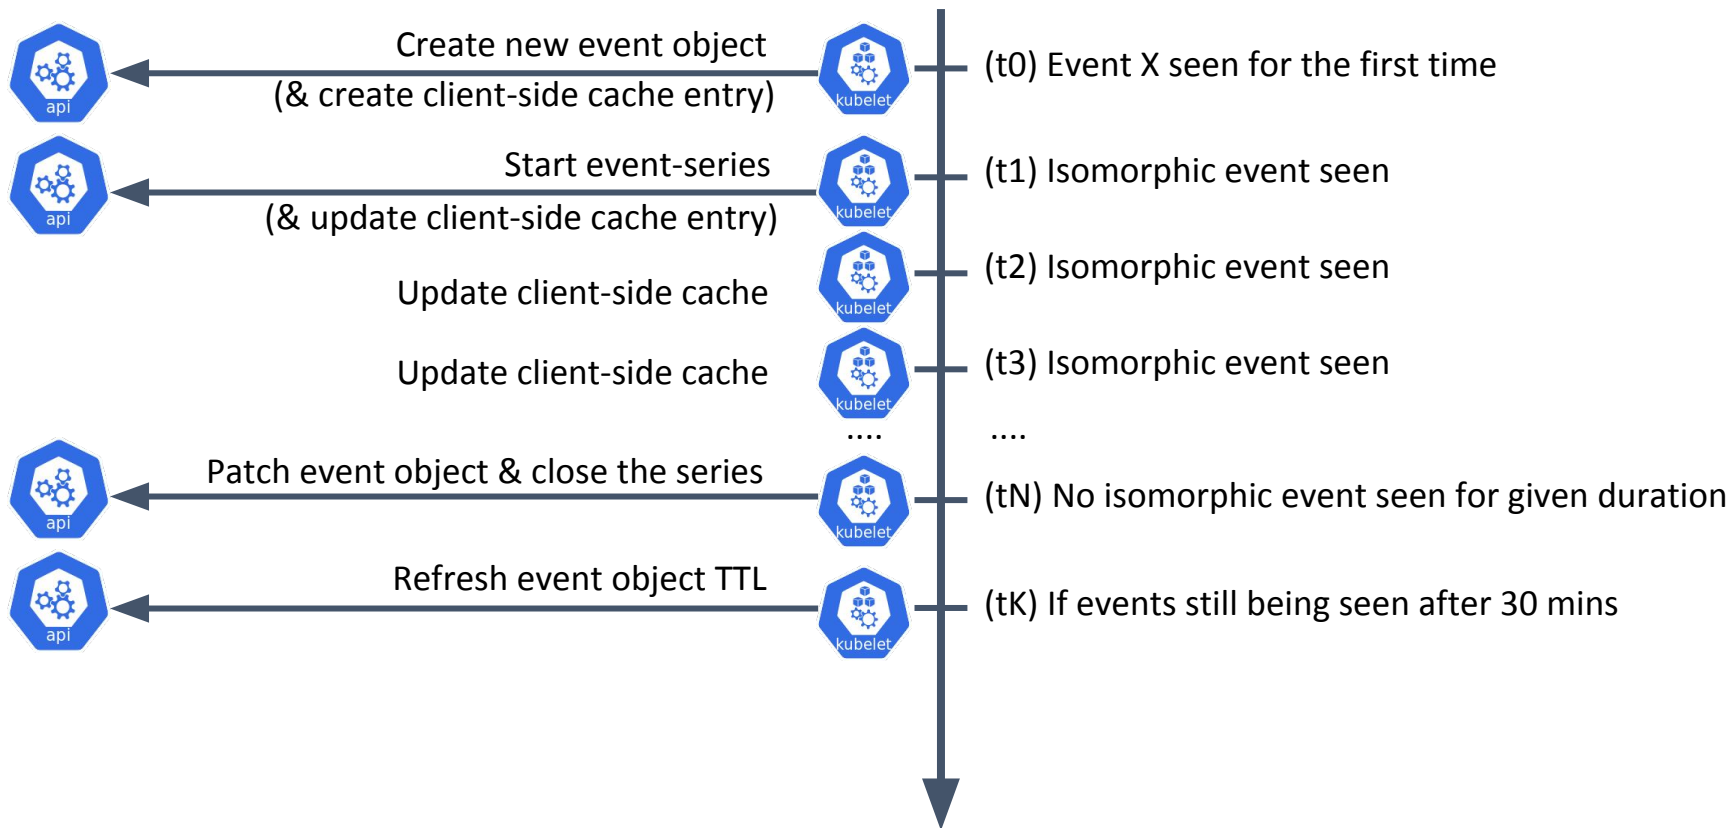 Create new event object
(& create client-side cache entry)
api
kubelet
(t0) Event X seen for the first time
Start event-series
(& update client-side cache entry)
api
kubelet
(t1) Isomorphic event seen
Update client-side cache
kubelet
(t2) Isomorphic event seen
Update client-side cache
kubelet
(t3) Isomorphic event seen
....
....
Patch event object & close the series
api
kubelet
(tN) No isomorphic event seen for given duration
Refresh event object TTL
api
kubelet
(tK) If events still being seen after 30 mins